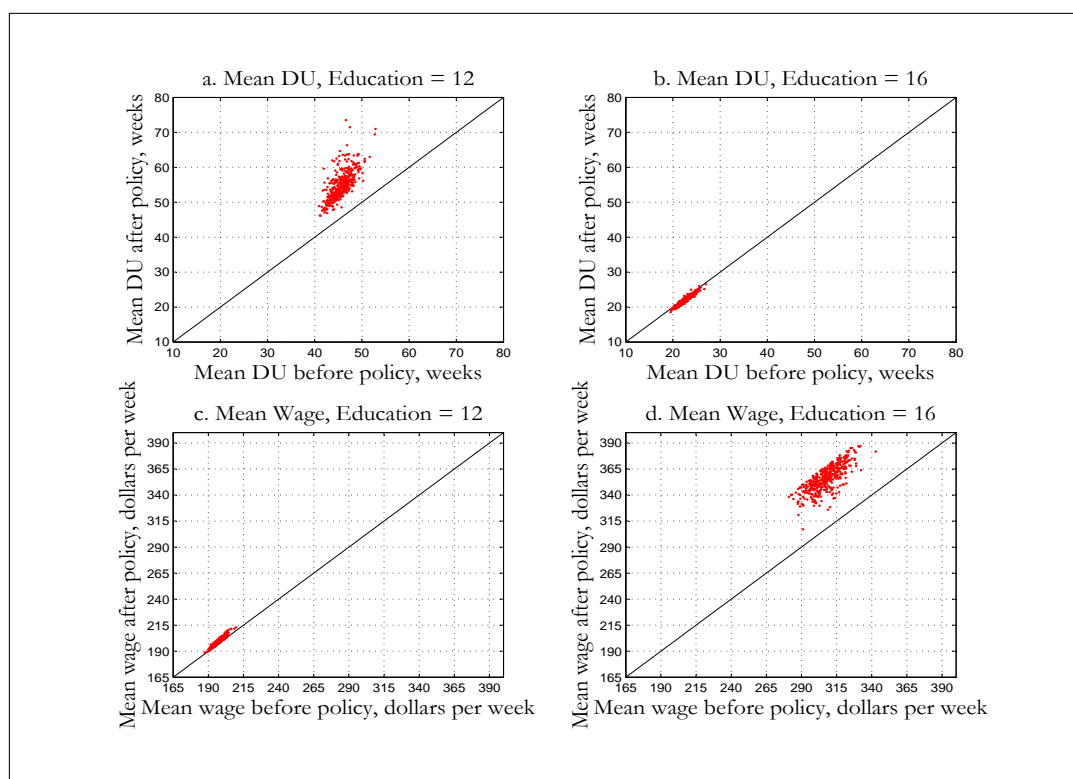 a. Mean DU, Education = 12
80
70
60
50
40
30
20
10
Mean DU after policy, weeks
10 20 30 40 50 60 70 80
Mean DU before policy, weeks
b. Mean DU, Education = 16
80
70
60
50
40
30
20
10
Mean DU after policy, weeks
10 20 30 40 50 60 70 80
Mean DU before policy, weeks
c. Mean Wage, Education = 12
390
365
340
315
290
265
240
215
190
165
Mean wage after policy, dollars per week
165 190 215 240 265 290 315 340 365 390
Mean wage before policy, dollars per week
d. Mean Wage, Education = 16
390
365
340
315
290
265
240
215
190
165
Mean wage after policy, dollars per week
165 190 215 240 265 290 315 340 365 390
Mean wage before policy, dollars per week